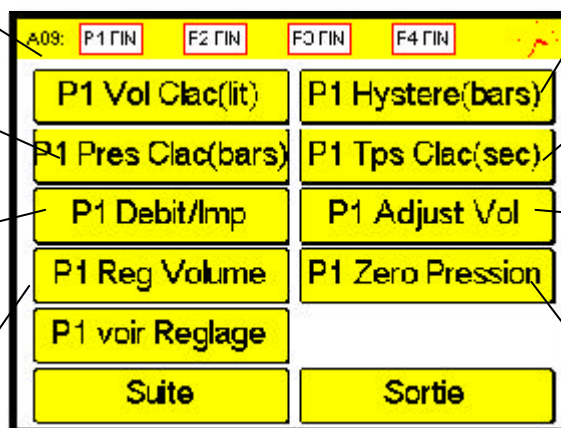 A09: P1 FIN F2 FIN F3 FIN F4 FIN
P1 Vol Clac(lit) P1 Hystere(bars)
P1 Pres Clac(bars) P1 Tps Clac(sec)
P1 Debit/Imp P1 Adjust Vol
P1 Reg Volume P1 Zero Pression
P1 voir Reglage
Suite Sortie